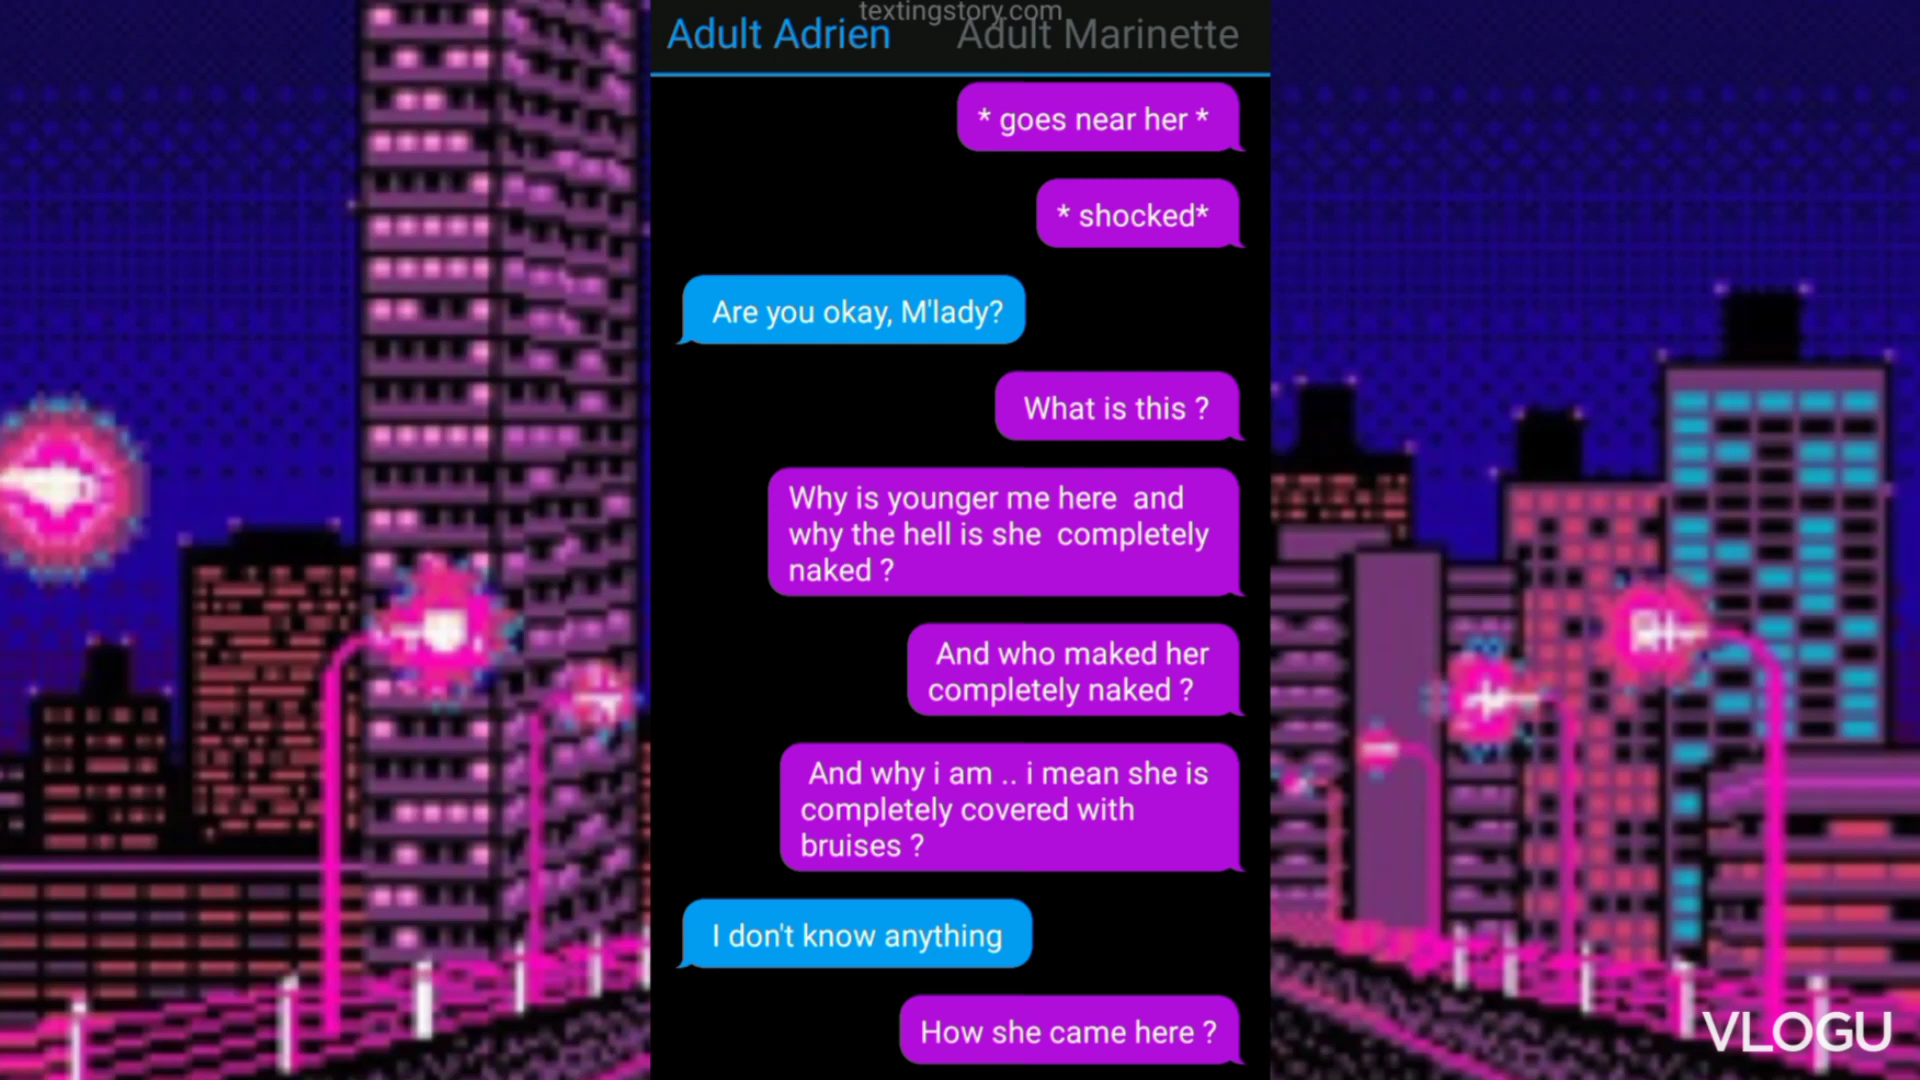 textingstory.com
Adult Adrien Adult Marinette
* goes near her *
* shocked*
Are you okay, M'lady?
What is this ?
Why is younger me here and
why the hell is she completely
naked ?
And who maked her
completely naked ?
And why i am .. i mean she is
completely covered with
bruises ?
I don't know anything
How she came here ?
VLOGU